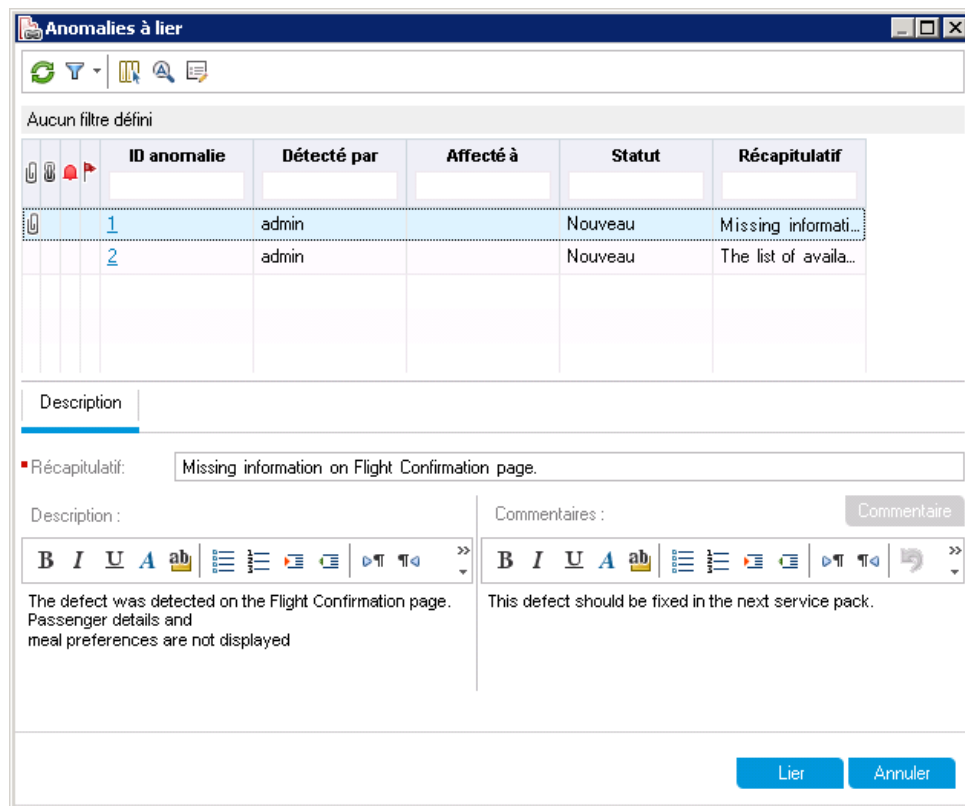 Anomalies à lier
Aucun filtre défini
ID anomalie Détecté par Affecté à Statut Récapitulatif
1 admin Nouveau Missing informati...
2 admin Nouveau The list of availa...
Description
Récapitulatif: Missing information on Flight Confirmation page.
Description : Commentaires : Commentaire
B I U A ab B I U A ab
The defect was detected on the Flight Confirmation page. This defect should be fixed in the next service pack.
Passenger details and
meal preferences are not displayed
Lier Annuler